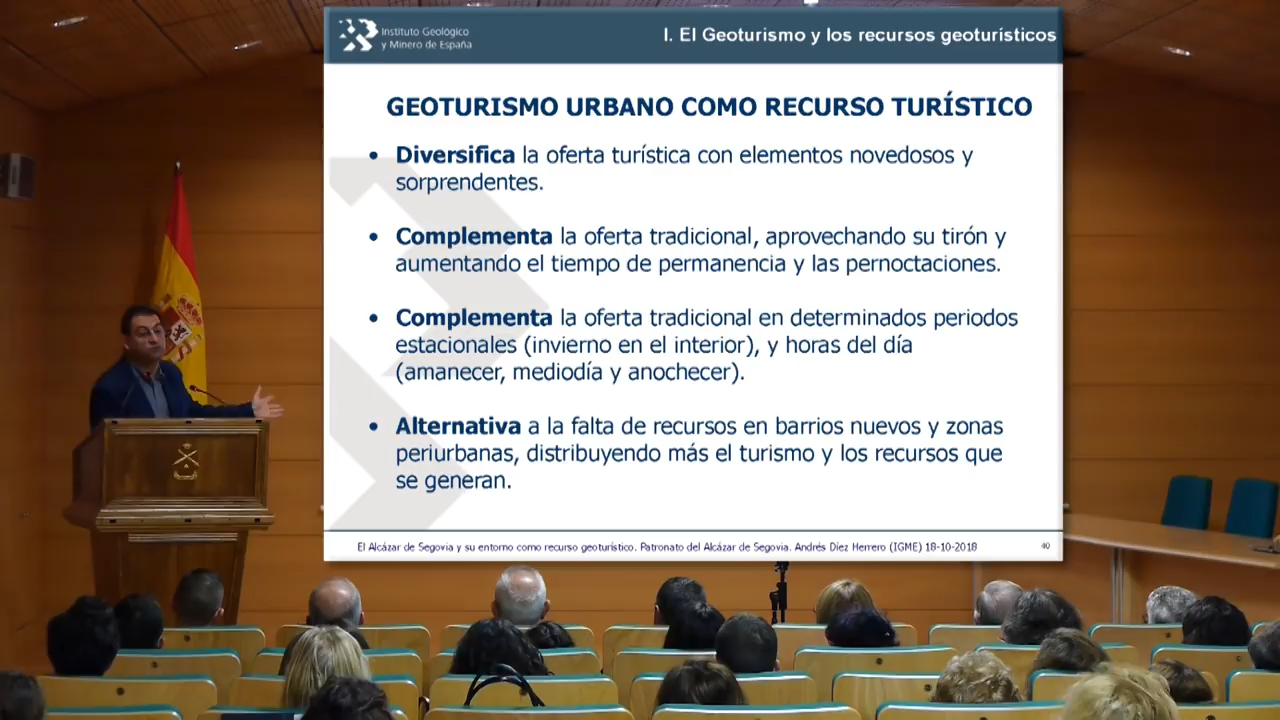 Instituto Geológico
y Minero de España
I. El Geoturismo y los recursos geoturísticos
GEOTURISMO URBANO COMO RECURSO TURÍSTICO
• Diversifica la oferta turística con elementos novedosos y
sorprendentes.
• Complementa la oferta tradicional, aprovechando su tirón y
aumentando el tiempo de permanencia y las pernoctaciones.
• Complementa la oferta tradicional en determinados periodos
estacionales (invierno en el interior), y horas del día
(amanecer, mediodía y anochecer).
• Alternativa a la falta de recursos en barrios nuevos y zonas
periurbanas, distribuyendo más el turismo y los recursos que
se generan.
El Alcázar de Segovia y su entorno como recurso geoturístico. Patronato del Alcázar de Segovia. Andrés Díez Herrero (IGME) 18-10-2018
40